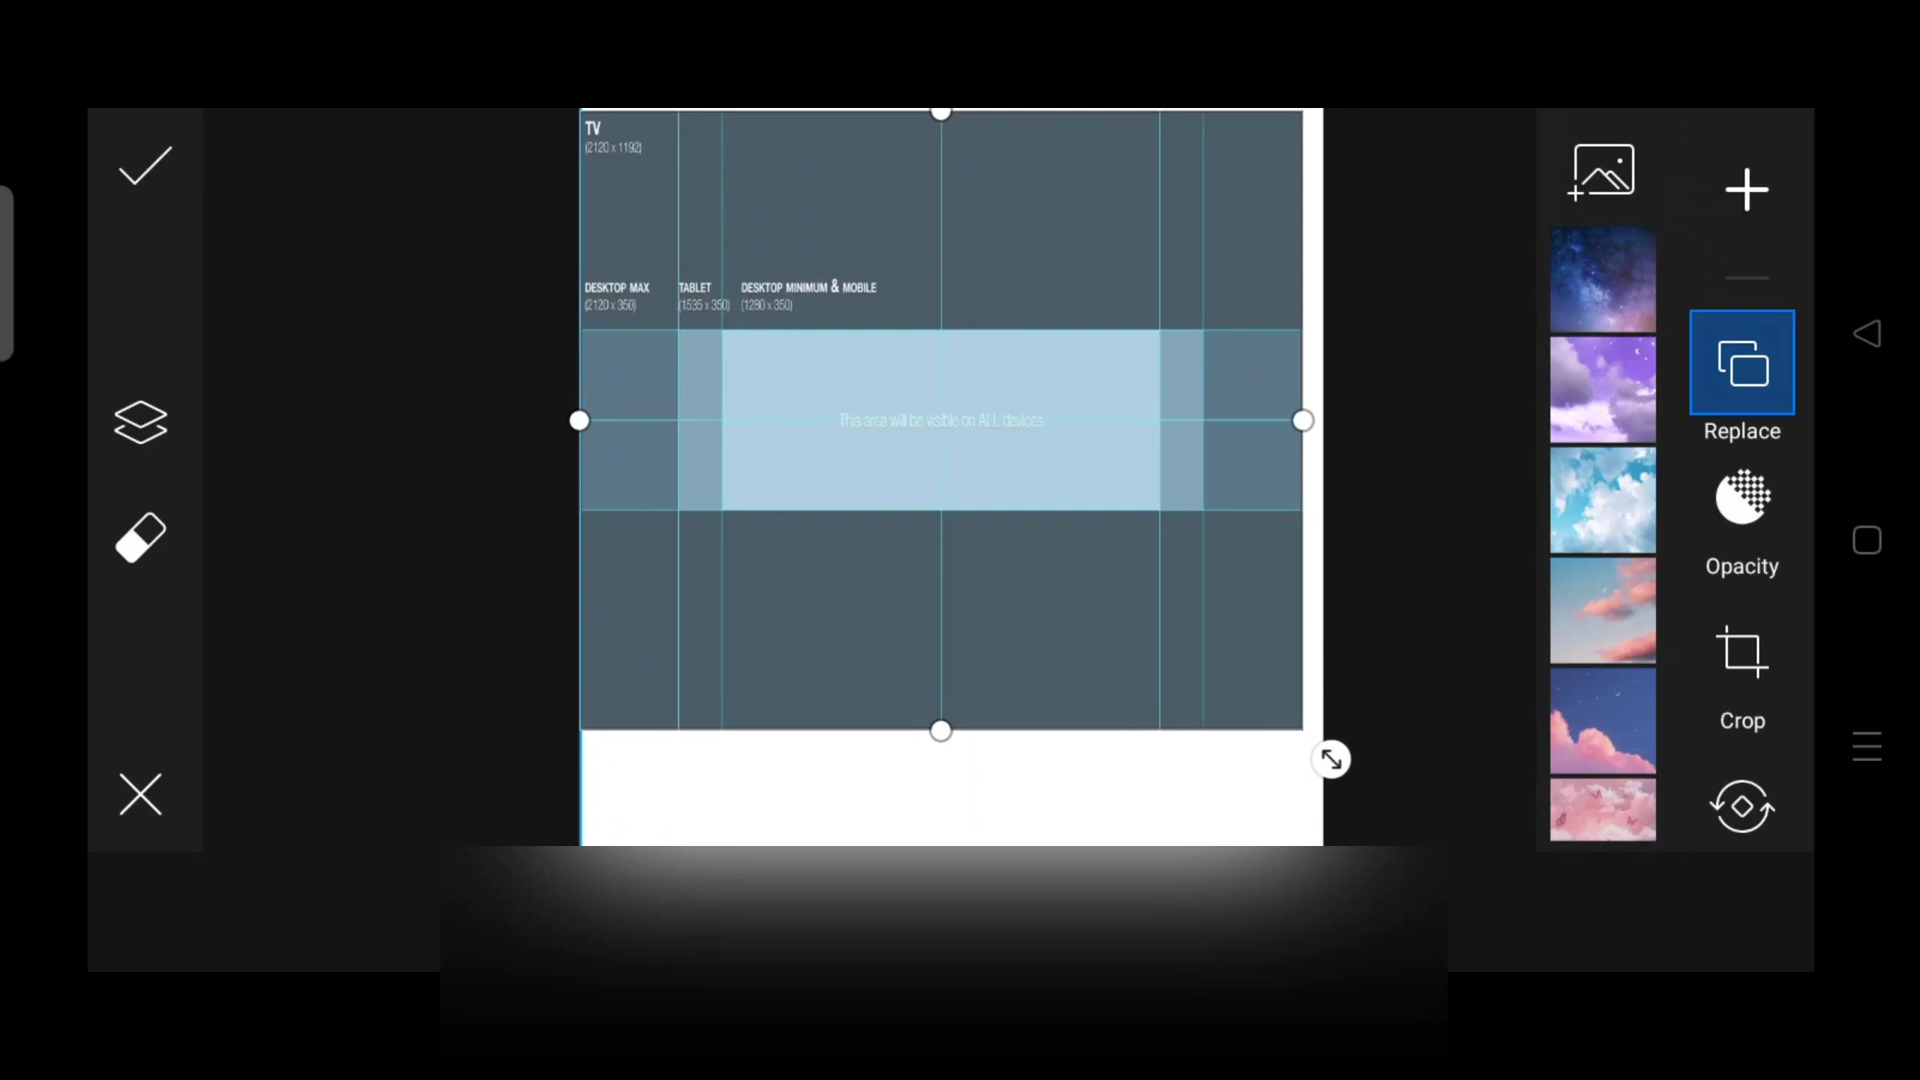 TV
(2120 x 1192)
DESKTOP MAX
(2120 x 350)
TABLET
(1535 x 350)
DESKTOP MINIMUM & MOBILE
(1280 x 350)
This area will be visible on ALL devices
Replace
Opacity
Crop